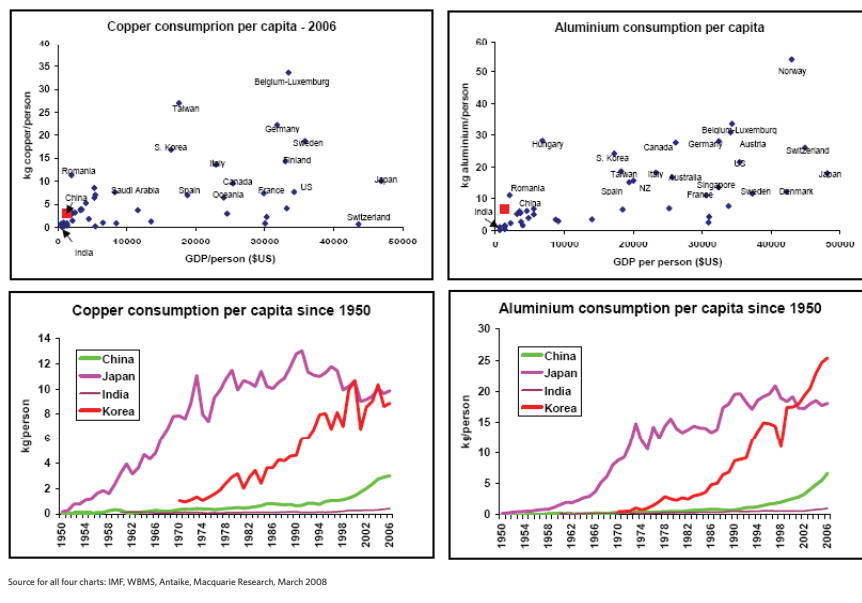 Copper consumprion per capita - 2006
kg copper/person
40
35
30
25
20
15
10
5
0
Belgium-Luxemburg
Taiwan
Germany
Sweden
S. Korea
Italy
Finland
Romania
Canada
Japan
China
Saudi Arabia
Spain
Oceania
France
US
Switzerland
India
0 10000 20000 30000 40000 50000
GDP/person ($US)
Aluminium consumption per capita
kg aluminium/person
60
50
40
30
20
10
0
Norway
Belgium-Luxemburq
Hungary
Canada
Germany
Austria
Switzerland
S. Korea
US
Taiwan
Italy
Australia
Japan
Romania
Spain
NZ
Singapore
France
Sweden
Denmark
China
India
0 10000 20000 30000 40000 50000
GDP per person ($US)
Copper consumption per capita since 1950
kg/person
14
12
10
8
6
4
2
0
China
Japan
India
Korea
1950 1954 1958 1962 1966 1970 1974 1978 1982 1986 1990 1994 1998 2002 2006
Aluminium consumption per capita since 1950
kg/person
30
25
20
15
10
5
0
China
Japan
India
Korea
1950 1954 1958 1962 1966 1970 1974 1978 1982 1986 1990 1994 1998 2002 2006
Source for all four charts: IMF, WBMS, Antaike, Macquarie Research, March 2008